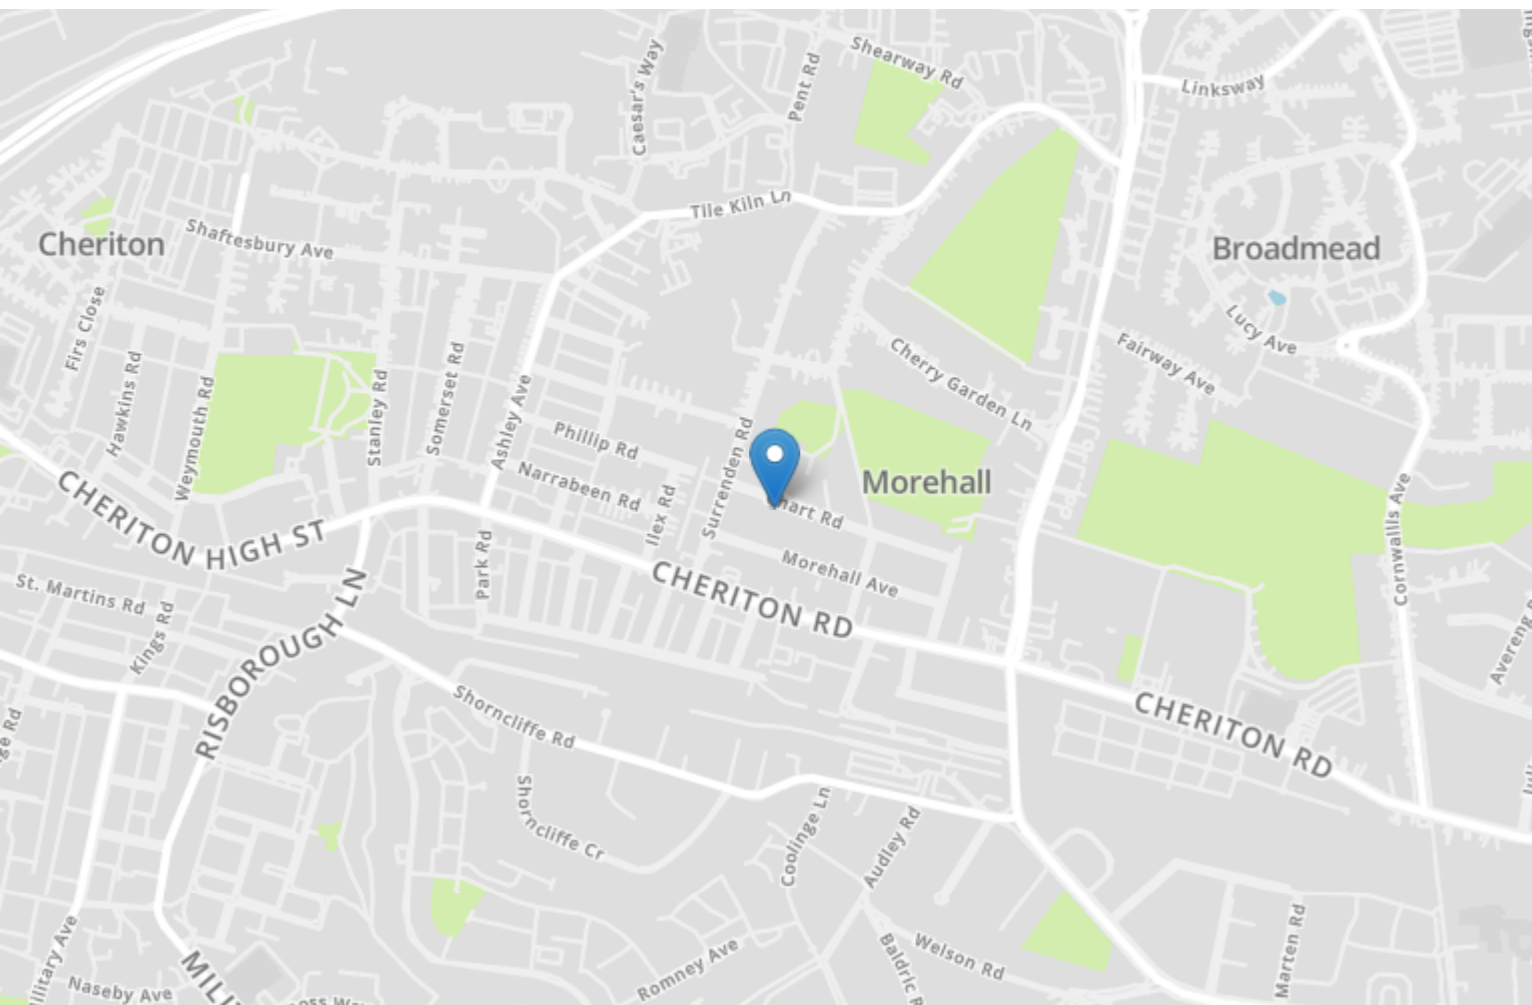 Shearway Rd
Caesar's Way
Pent Rd
Linksway
Tile Kiln Ln
Shaftesbury Ave
Cheriton
Broadmead
Firs Close
Lucy Ave
Hawkins Rd
Weymouth Rd
Stanley Rd
Somerset Rd
Ashley Ave
Cherry Garden Ln
Fairway Ave
Phillip Rd
Narrabeen Rd
Ilex Rd
Surrenden Rd
Morehall
Chart Rd
CHERITON HIGH ST
Cornwallis Ave
Park Rd
Morehall Ave
CHERITON RD
St. Martins Rd
Kings Rd
RISBOROUGH LN
Shorncliffe Rd
CHERITON RD
Shorncliffe Cr
Coolinge Ln
Audley Rd
Romney Ave
Welson Rd
Marten Rd
Naseby Ave